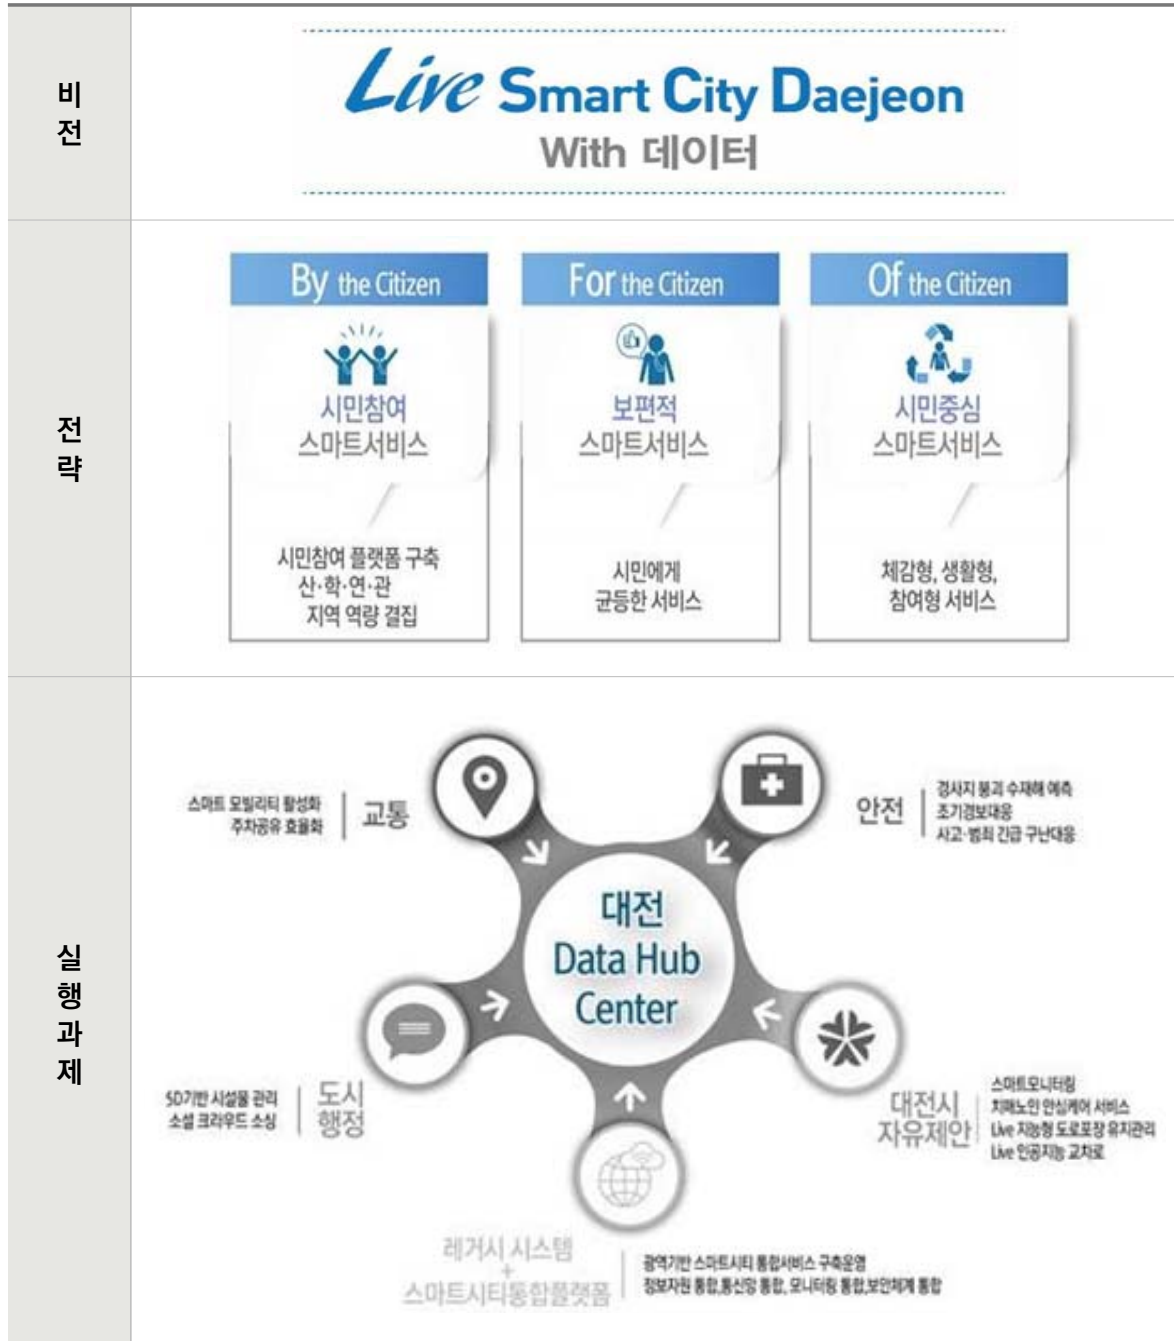 비
전
Live Smart City Daejeon
With 데이터
전
략
By the Citizen
시민참여
스마트서비스
시민참여 플랫폼 구축
산·학·연·관
지역 역량 결집
For the Citizen
보편적
스마트서비스
시민에게
균등한 서비스
Of the Citizen
시민중심
스마트서비스
체감형, 생활형,
참여형 서비스
실
행
과
제
스마트 모빌리티 활성화
주차공유 효율화
교통
안전
경사지 붕괴 수재해 예측
조기경보대응
사고·범죄 긴급 구난대응
대전
Data Hub
Center
5D기반 시설물 관리
소셜 크라우드 소싱
도시
행정
대전시
자유제안
스마트모니터링
치매노인 안심케어 서비스
Live 지능형 도로포장 유지관리
Live 인공지능 교차로
레거시 시스템
+
스마트시티통합플랫폼
광역기반 스마트시티 통합서비스 구축운영
정보자원 통합,통신망 통합, 모니터링 통합,보안체계 통합